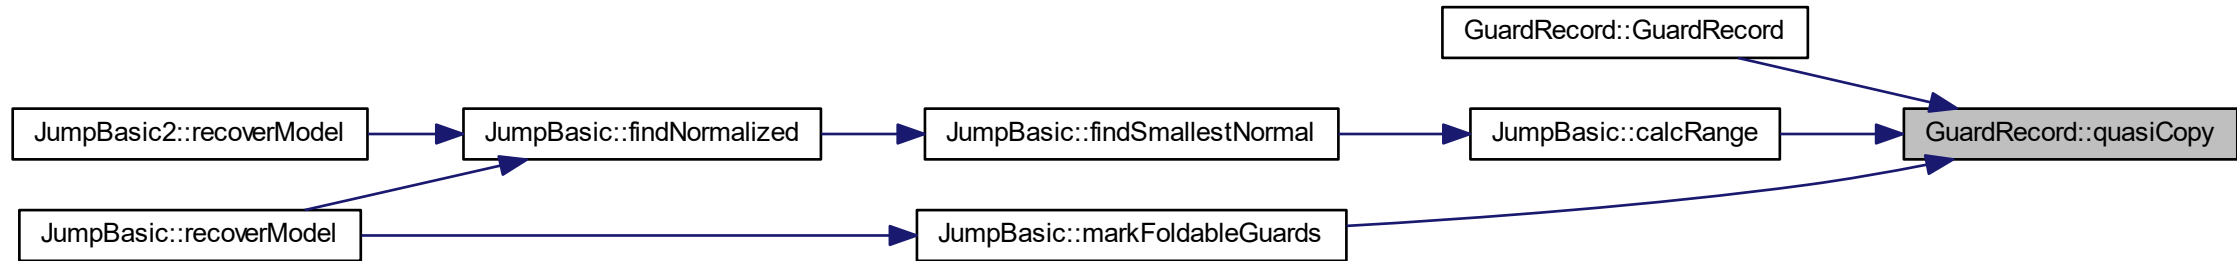 GuardRecord::GuardRecord
JumpBasic2::recoverModel
JumpBasic::findNormalized
JumpBasic::findSmallestNormal
JumpBasic::calcRange
GuardRecord::quasiCopy
JumpBasic::recoverModel
JumpBasic::markFoldableGuards